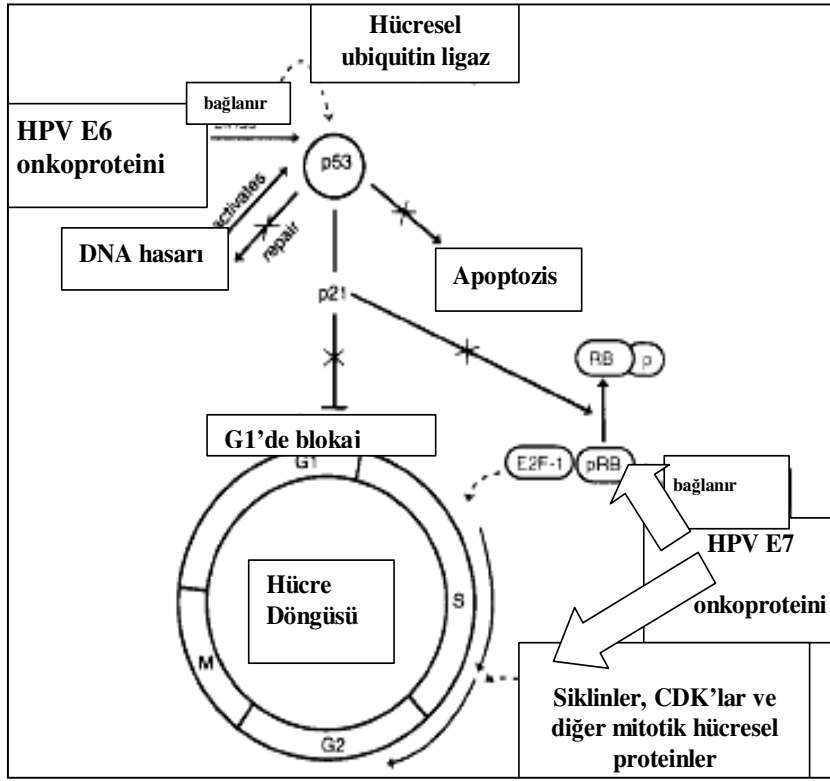 Hücresel
ubiquitin ligaz
bağlanır
HPV E6
onkoproteini
p53
activates
repair
DNA hasarı
Apoptozis
p21
RB p
G1'de blokaj
G1
E2F-1 pRB
bağlanır
HPV E7
onkoproteini
Hücre
Döngüsü
S
M
G2
Siklinler, CDK'lar ve
diğer mitotik hücresel
proteinler